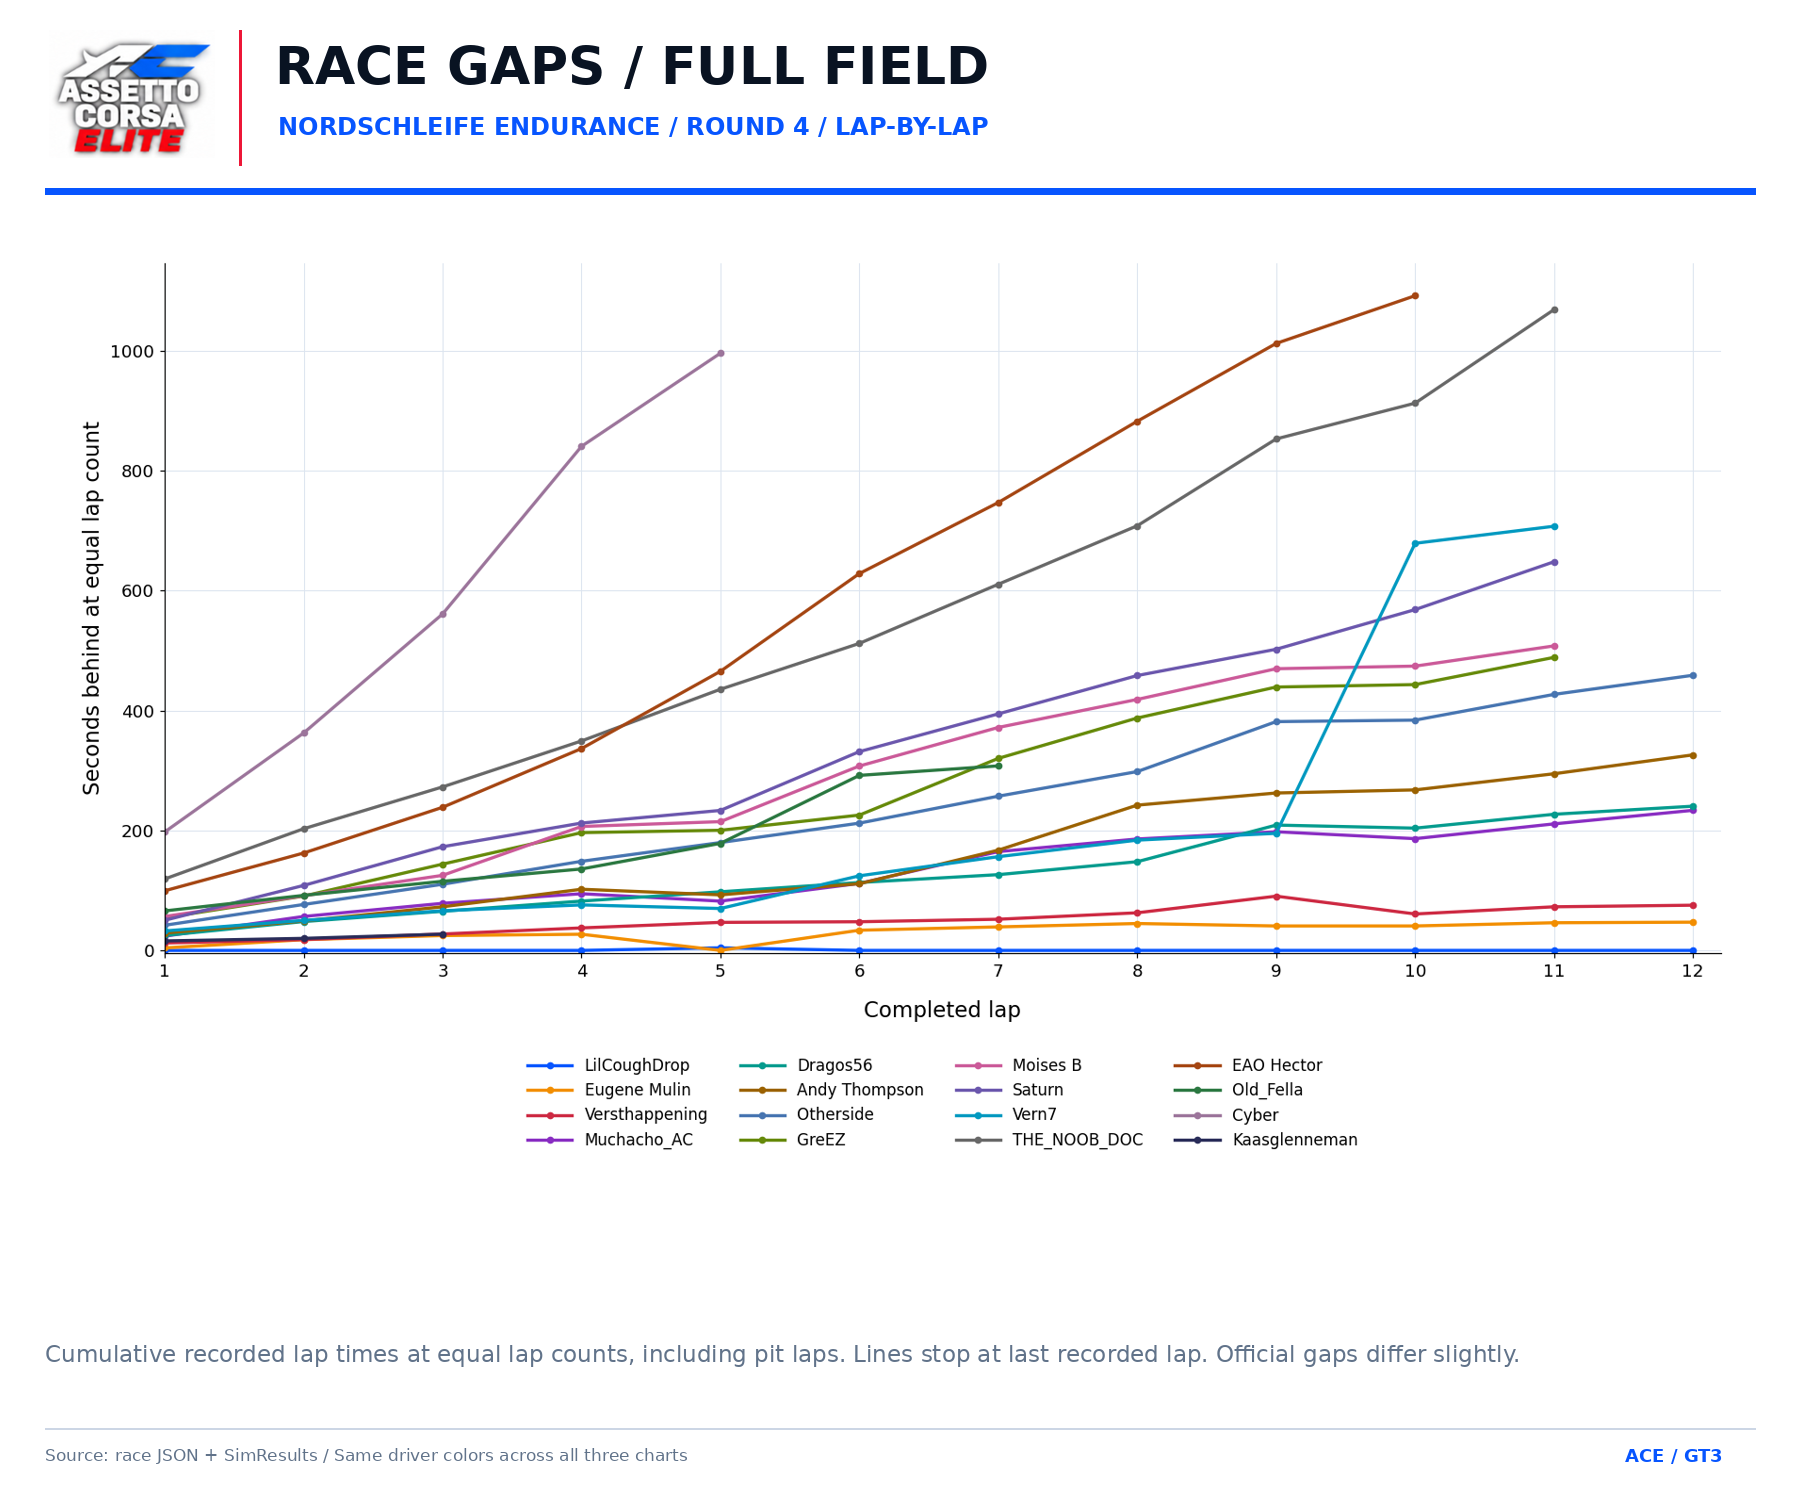 ASSETTO
CORSA
ELITE
RACE GAPS / FULL FIELD
NORDSCHLEIFE ENDURANCE / ROUND 4 / LAP-BY-LAP
Seconds behind at equal lap count
1000
800
600
400
200
0
1 2 3 4 5 6 7 8 9 10 11 12
Completed lap
LilCoughDrop Dragos56 Moises B EAO Hector
Eugene Mulin Andy Thompson Saturn Old_Fella
Versthappening Otherside Vern7 Cyber
Muchacho_AC GreEZ THE_NOOB_DOC Kaasglenneman
Cumulative recorded lap times at equal lap counts, including pit laps. Lines stop at last recorded lap. Official gaps differ slightly.
Source: race JSON + SimResults / Same driver colors across all three charts
ACE / GT3